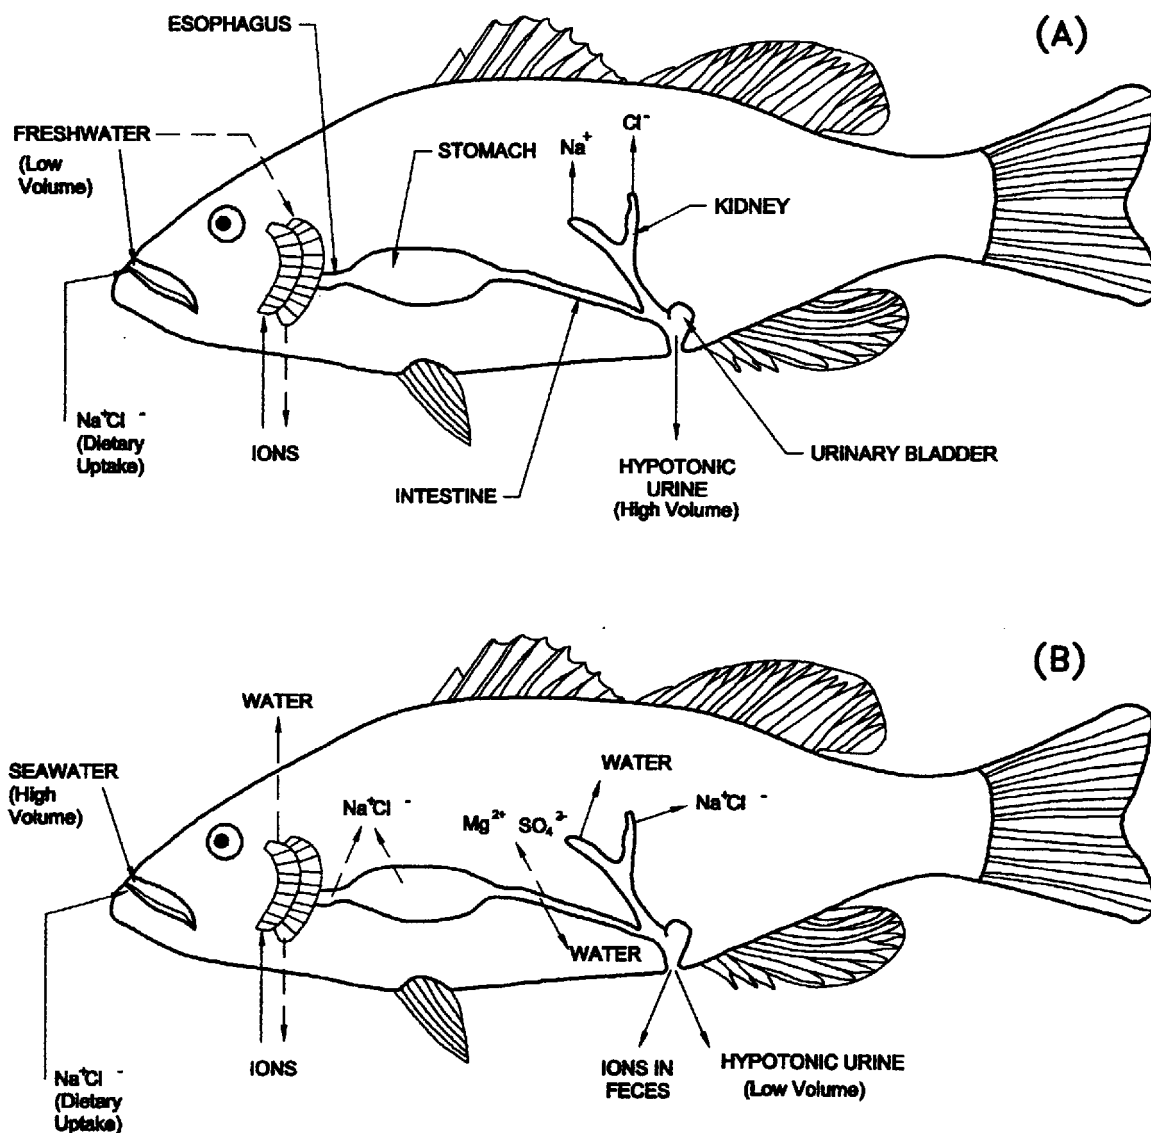 (A)
ESOPHAGUS
FRESHWATER
(Low
Volume)
STOMACH
Na+
Cl-
KIDNEY
Na+Cl -
(Dietary
Uptake)
IONS
INTESTINE
HYPOTONIC
URINE
(High Volume)
URINARY BLADDER
(B)
WATER
SEAWATER
(High
Volume)
Na+Cl -
Mg2+ SO4 2-
WATER
Na+Cl -
WATER
Na+Cl -
(Dietary
Uptake)
IONS
IONS IN
FECES
HYPOTONIC URINE
(Low Volume)